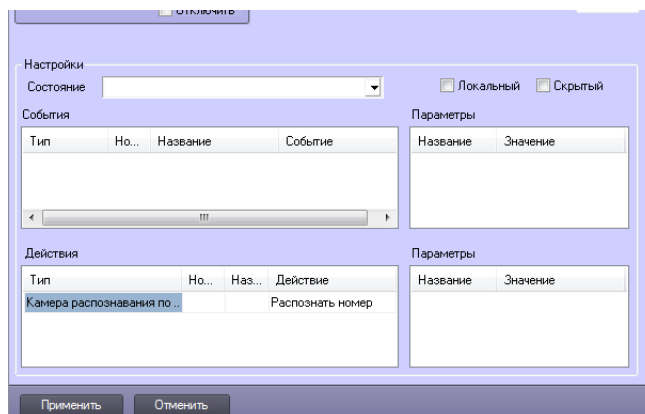 Отключить
Настройки
Состояние
Локальный Скрытый
События
Параметры
Тип Но... Название Событие
Название Значение
Действия
Параметры
Тип Но... Наз... Действие
Название Значение
Камера распознавания по .. Распознать номер
Применить Отменить